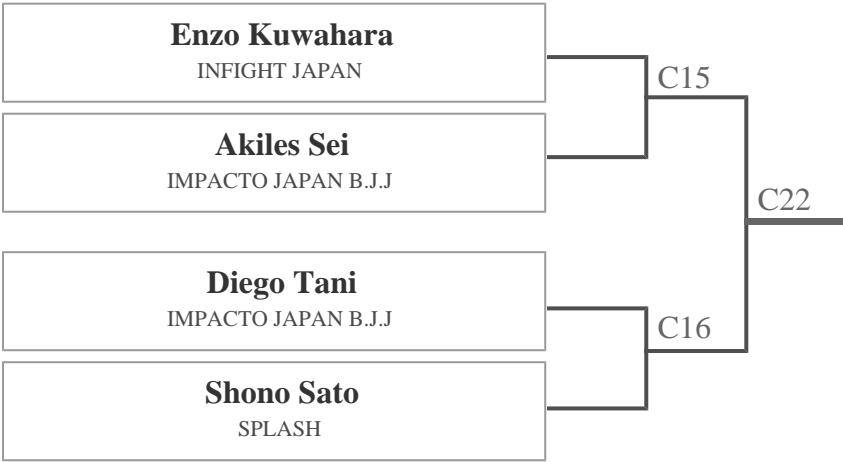 Enzo Kuwahara
INFIGHT JAPAN
C15
Akiles Sei
IMPACTO JAPAN B.J.J
C22
Diego Tani
IMPACTO JAPAN B.J.J
C16
Shono Sato
SPLASH